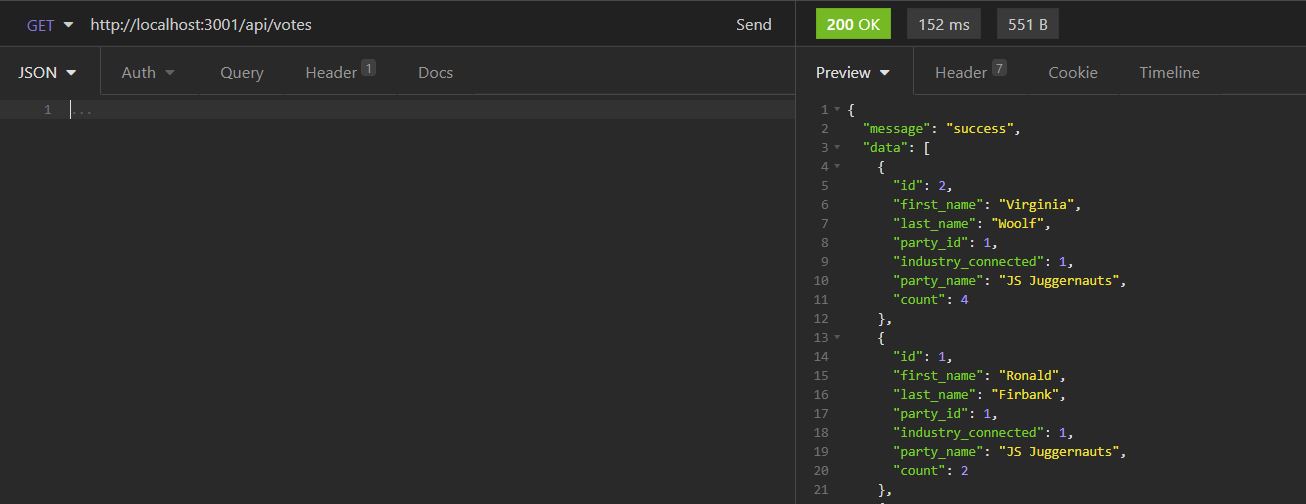 GET http://localhost:3001/api/votes Send
200 OK 152 ms 551 B
JSON Auth Query Header 1 Docs
Preview Header 7 Cookie Timeline
1 ...
1 {
2 "message": "success",
3 "data": [
4 {
5 "id": 2,
6 "first_name": "Virginia",
7 "last_name": "Woolf",
8 "party_id": 1,
9 "industry_connected": 1,
10 "party_name": "JS Juggernauts",
11 "count": 4
12 },
13 {
14 "id": 1,
15 "first_name": "Ronald",
16 "last_name": "Firbank",
17 "party_id": 1,
18 "industry_connected": 1,
19 "party_name": "JS Juggernauts",
20 "count": 2
21 },